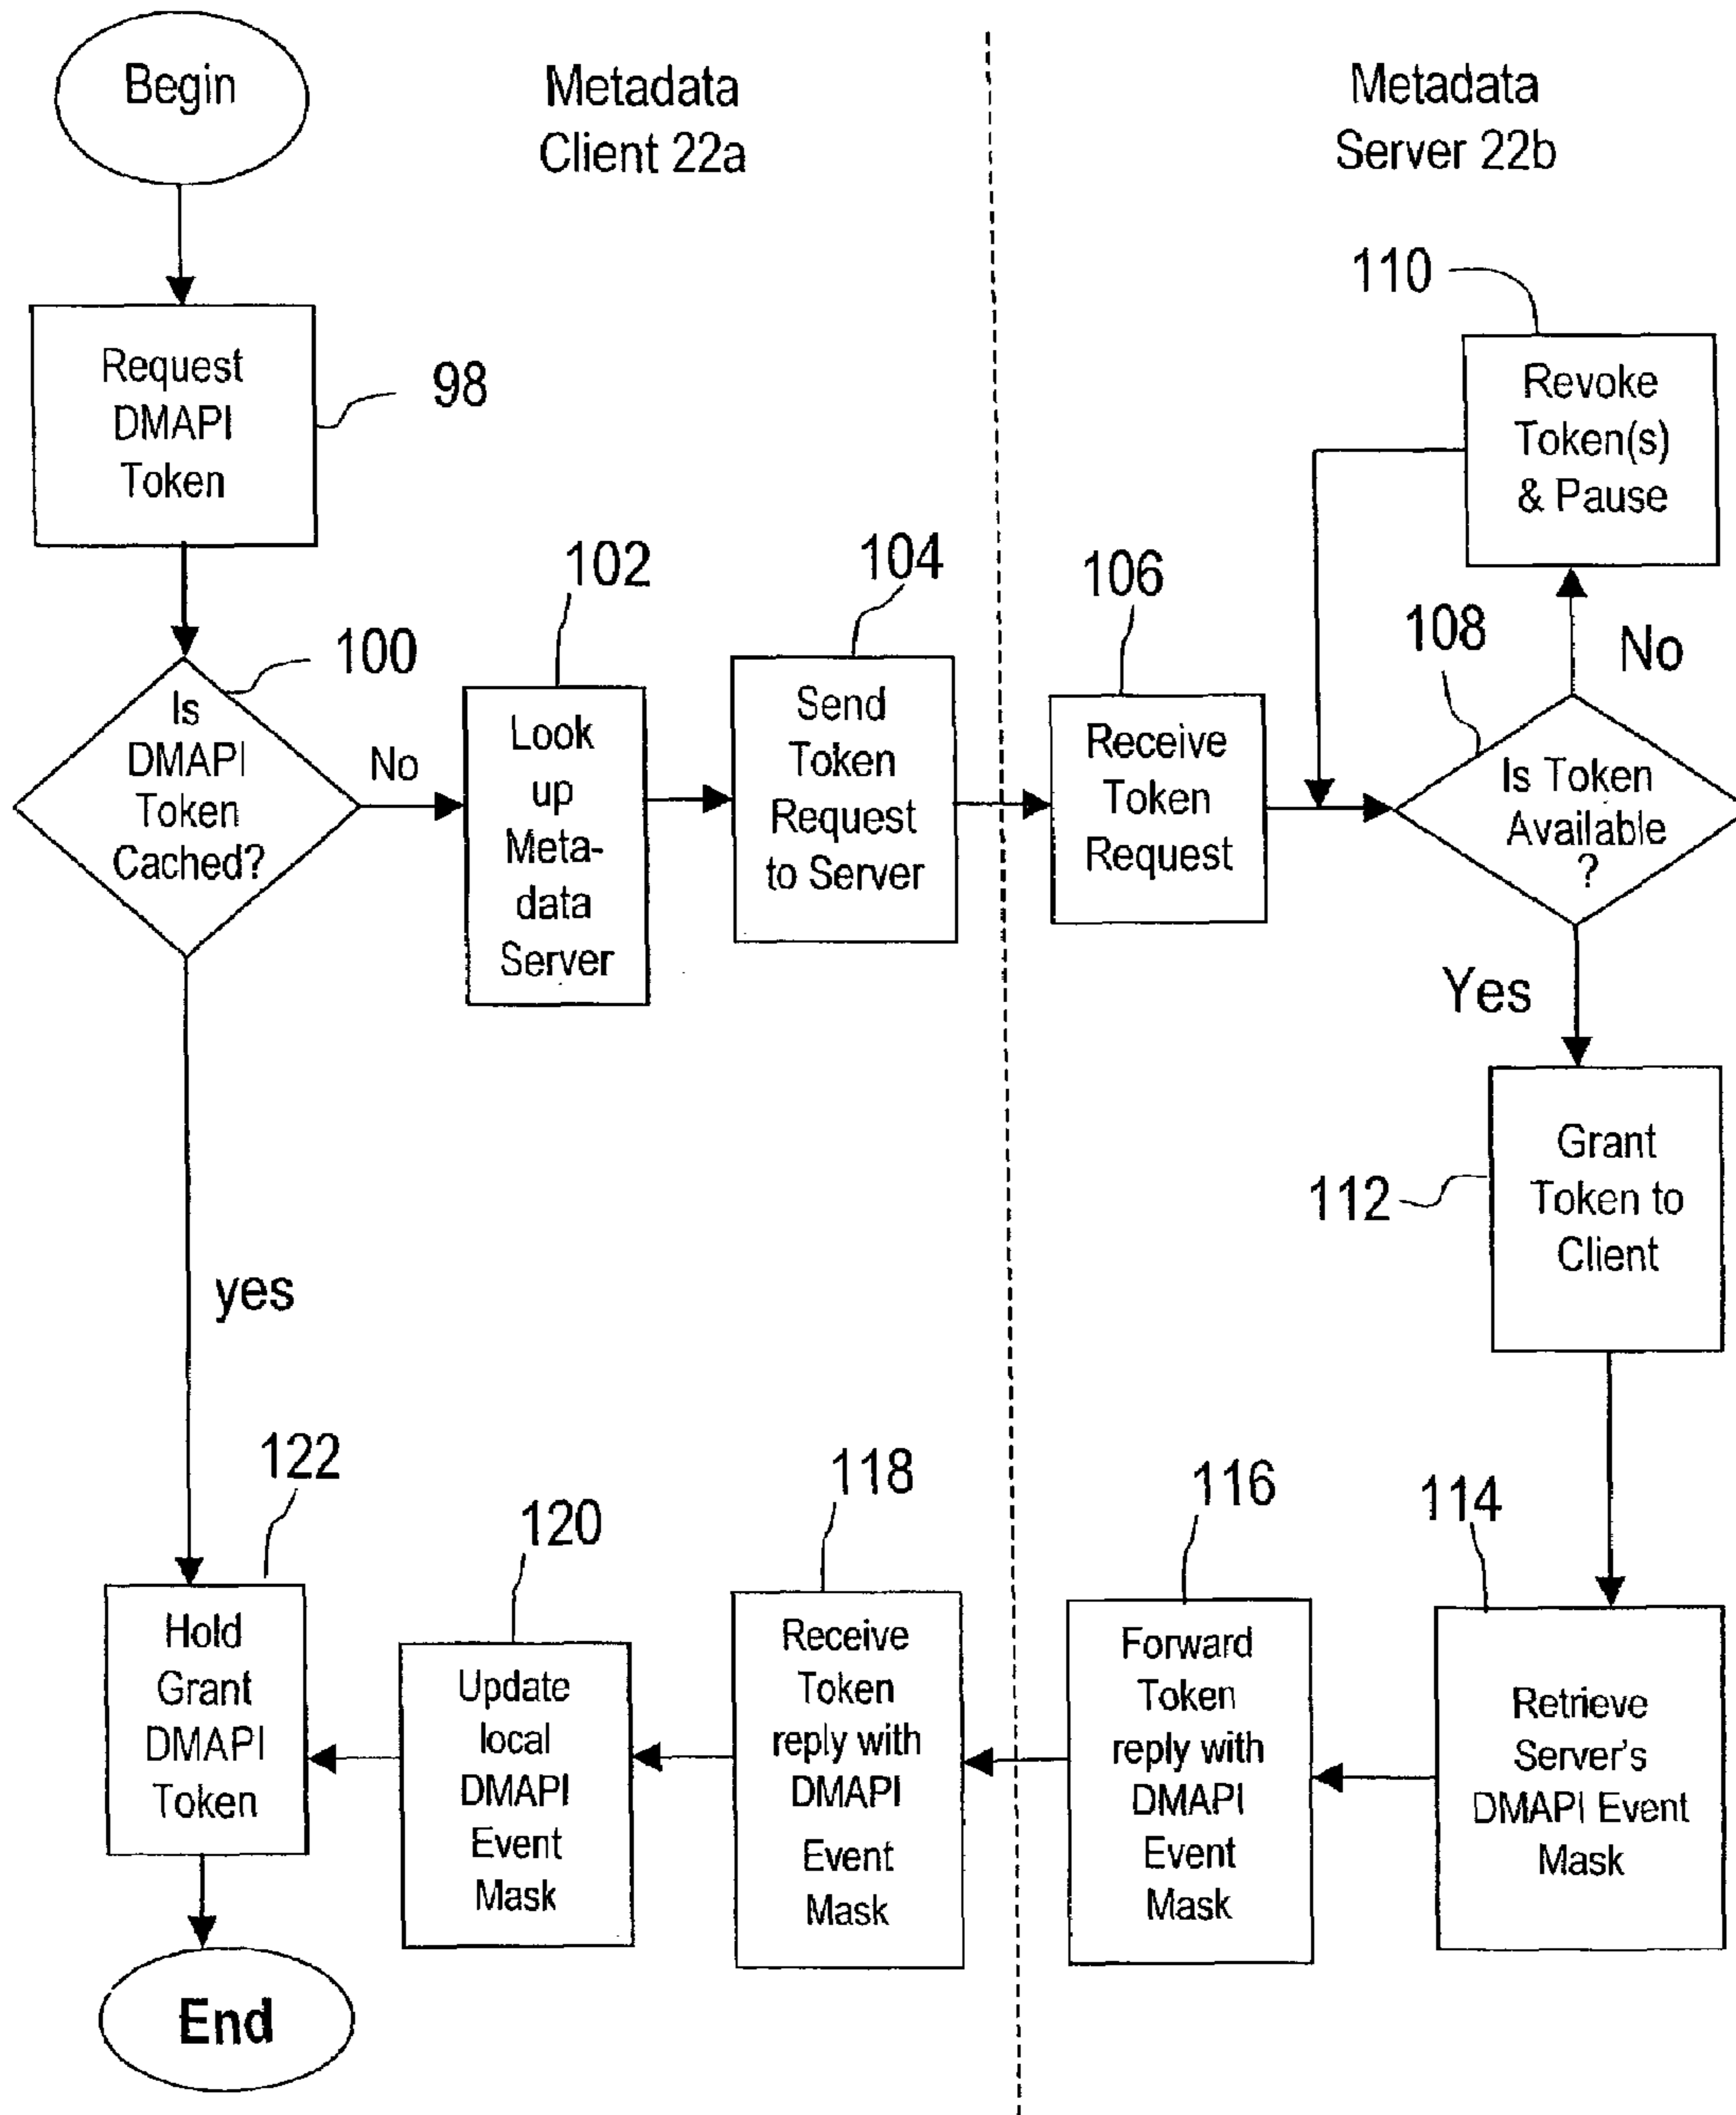 Begin
Metadata
Client 22a
Metadata
Server 22b
Request
DMAPI
Token
98
110
Revoke
Token(s)
& Pause
100
Is
DMAPI
Token
Cached?
No
102
Look
up
Meta-
data
Server
104
Send
Token
Request
to Server
106
Receive
Token
Request
108
No
Is Token
Available
?
Yes
112
Grant
Token to
Client
yes
122
Hold
Grant
DMAPI
Token
120
Update
local
DMAPI
Event
Mask
118
Receive
Token
reply with
DMAPI
Event
Mask
116
Forward
Token
reply with
DMAPI
Event
Mask
114
Retrieve
Server's
DMAPI Event
Mask
End